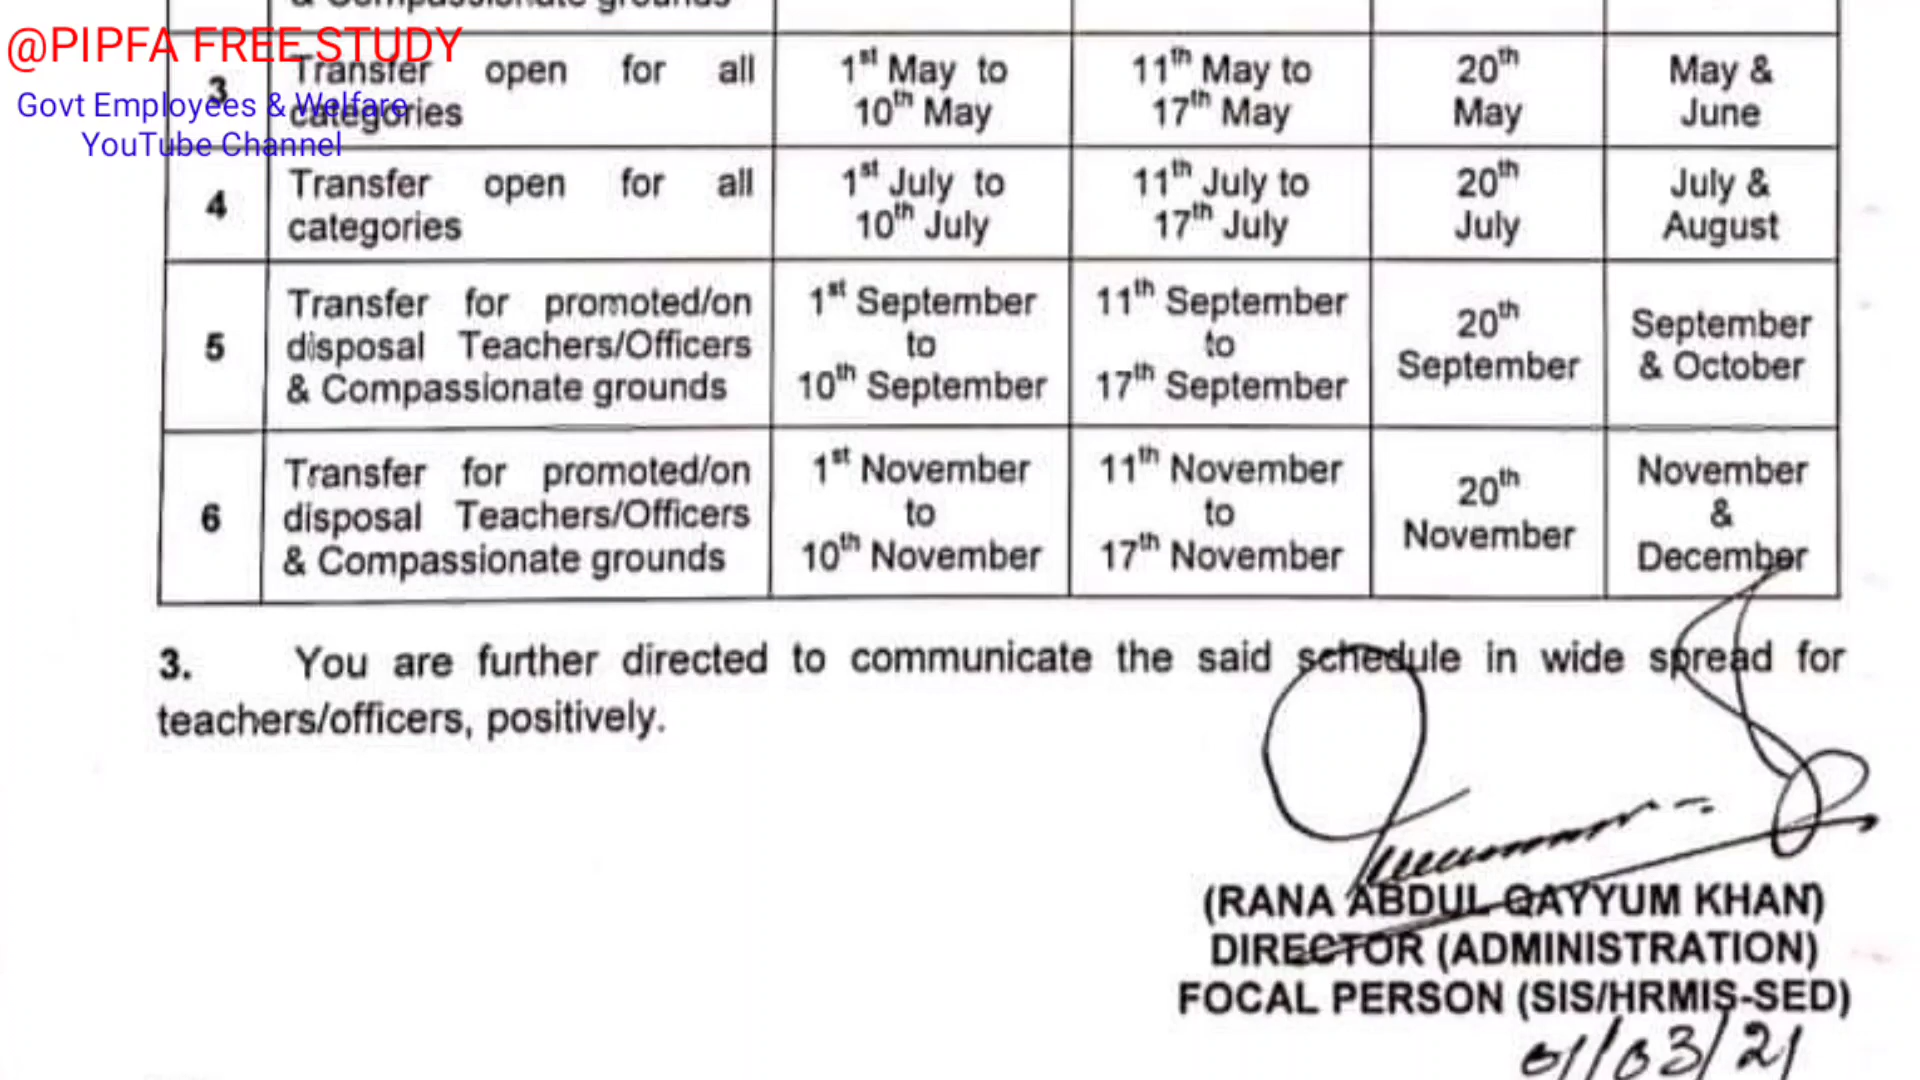 & Compassionate grounds
@PIPFA FREE STUDY
Govt Employees & Welfare
YouTube Channel
3
Transfer open for all
categories
1st May to
10th May
11th May to
17th May
20th
May
May &
June
4
Transfer open for all
categories
1st July to
10th July
11th July to
17th July
20th
July
July &
August
5
Transfer for promoted/on
disposal Teachers/Officers
& Compassionate grounds
1st September
to
10th September
11th September
to
17th September
20th
September
September
& October
6
Transfer for promoted/on
disposal Teachers/Officers
& Compassionate grounds
1st November
to
10th November
11th November
to
17th November
20th
November
November
&
December
3. You are further directed to communicate the said schedule in wide spread for
teachers/officers, positively.
(RANA ABDUL QAYYUM KHAN)
DIRECTOR (ADMINISTRATION)
FOCAL PERSON (SIS/HRMIS-SED)
01/03/21